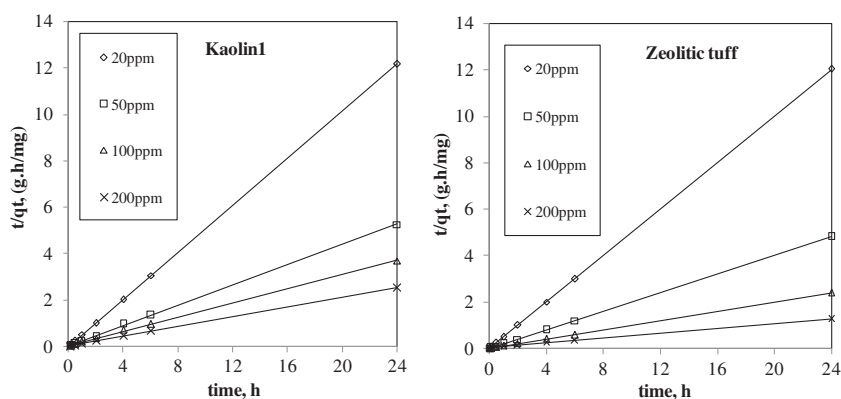 Kaolin1
14
12
10
8
6
4
2
0
t/qt, (g.h/mg)
20ppm
50ppm
100ppm
200ppm
0 4 8 12 16 20 24
time, h
Zeolitic tuff
14
12
10
8
6
4
2
0
t/qt, (g.h/mg)
20ppm
50ppm
100ppm
200ppm
0 4 8 12 16 20 24
time, h